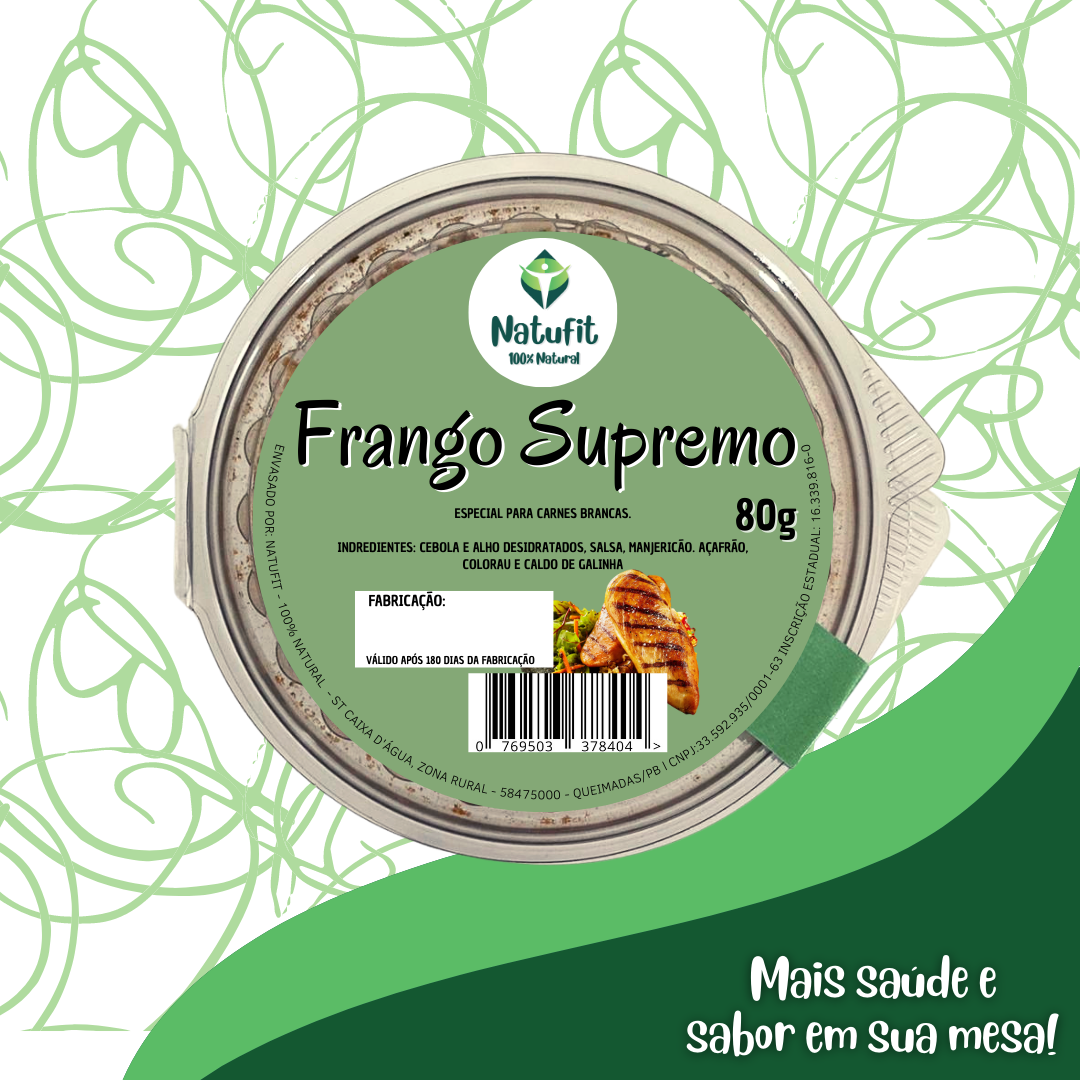 Natufit
100% Natural
Frango Supremo
ESPECIAL PARA CARNES BRANCAS.
80g
INGREDIENTES: CEBOLA E ALHO DESIDRATADOS, SALSA, MANJERICÃO. AÇAFRÃO,
COLORAU E CALDO DE GALINHA
FABRICAÇÃO:
VÁLIDO APÓS 180 DIAS DA FABRICAÇÃO
0 769503 378404 >
ENVASADO POR: NATUFIT - 100% NATURAL - ST CAIXA D'ÁGUA, ZONA RURAL - 58475000 - QUEIMADAS/PB | CNPJ:33.592.935/0001-63 INSCRIÇÃO ESTADUAL: 16.339.816-0
Mais saúde e
sabor em sua mesa!